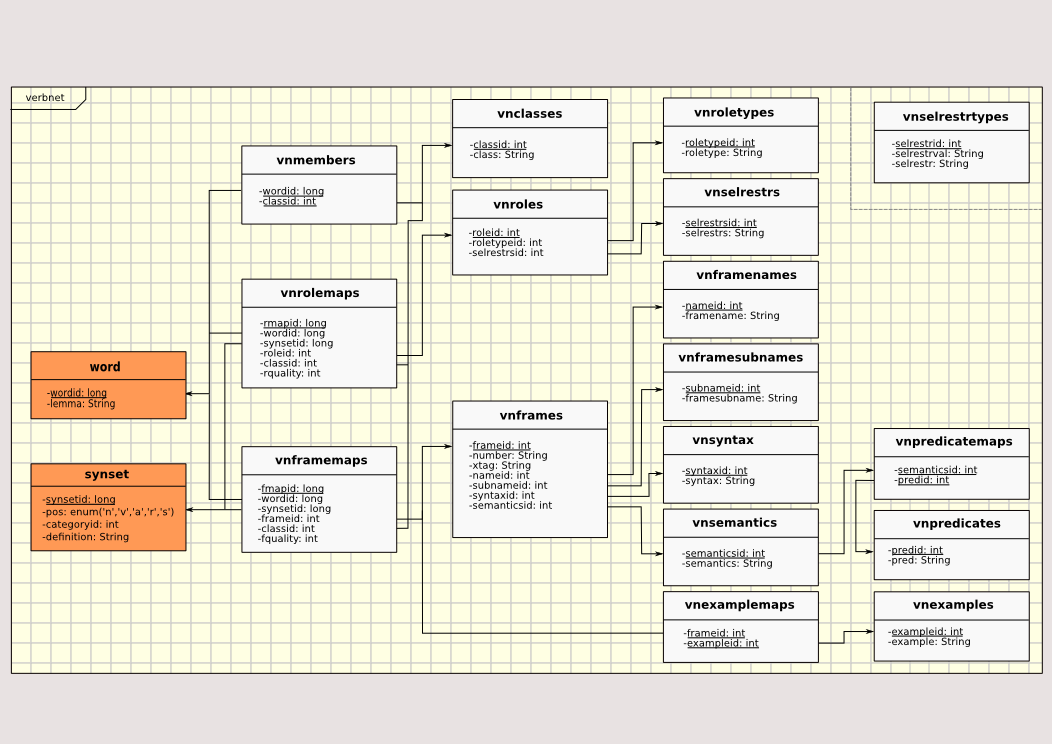 verbnet
word
-wordid: long
-lemma: String
synset
-synsetid: long
-pos: enum('n','v','a','r','s')
-categoryid: int
-definition: String
vnmembers
-wordid: long
-classid: int
vnrolemaps
-rmapid: long
-wordid: long
-synsetid: long
-roleid: int
-classid: int
-rquality: int
vnframemaps
-fmapid: long
-wordid: long
-synsetid: long
-frameid: int
-classid: int
-fquality: int
vnclasses
-classid: int
-class: String
vnroles
-roleid: int
-roletypeid: int
-selrestrsid: int
vnframes
-frameid: int
-number: String
-xtag: String
-nameid: int
-subnameid: int
-syntaxid: int
-semanticsid: int
vnroletypes
-roletypeid: int
-roletype: String
vnselrestrs
-selrestrsid: int
-selrestrs: String
vnframenames
-nameid: int
-framename: String
vnframesubnames
-subnameid: int
-framesubname: String
vnsyntax
-syntaxid: int
-syntax: String
vnsemantics
-semanticsid: int
-semantics: String
vnexamplemaps
-frameid: int
-exampleid: int
vnselrestrtypes
-selrestrid: int
-selrestrval: String
-selrestr: String
vnpredicatemaps
-semanticsid: int
-predid: int
vnpredicates
-predid: int
-pred: String
vnexamples
-exampleid: int
-example: String